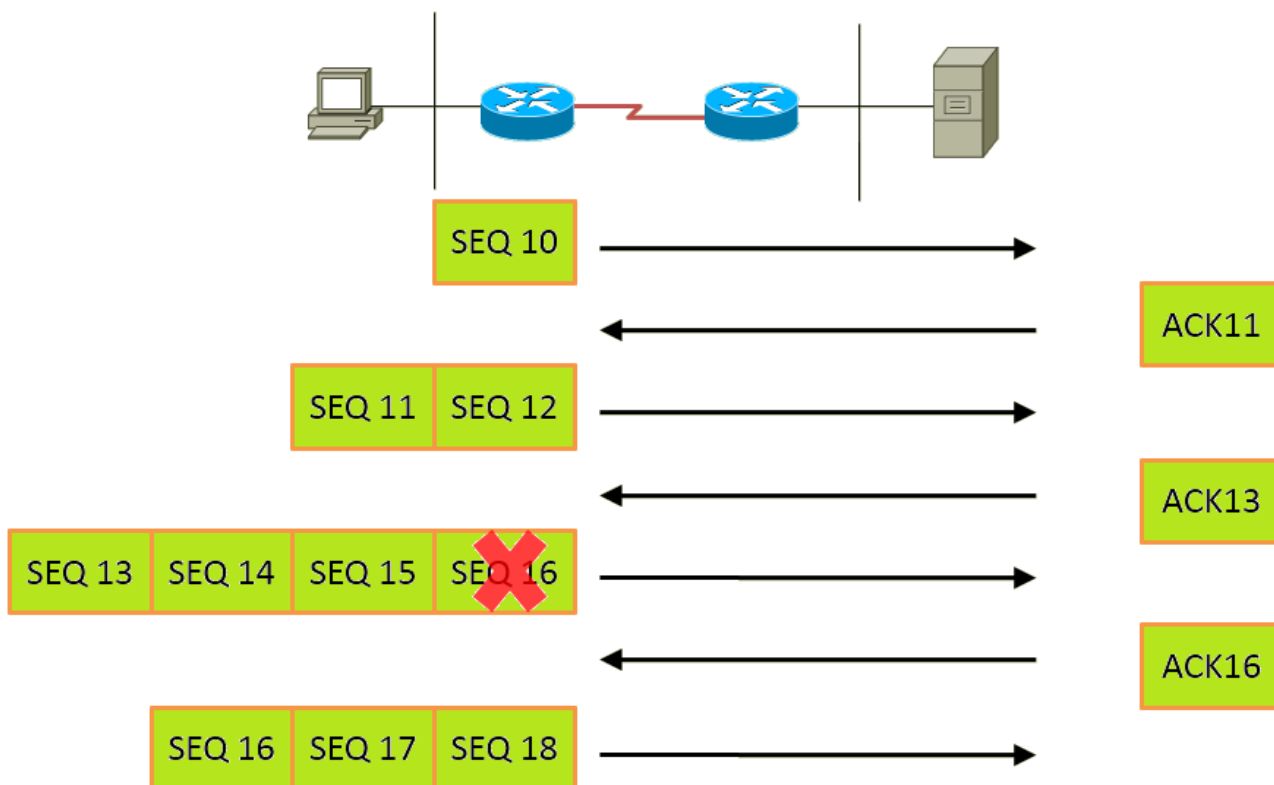 SEQ 10
ACK11
SEQ 11 SEQ 12
ACK13
SEQ 13 SEQ 14 SEQ 15 SEQ 16
ACK16
SEQ 16 SEQ 17 SEQ 18